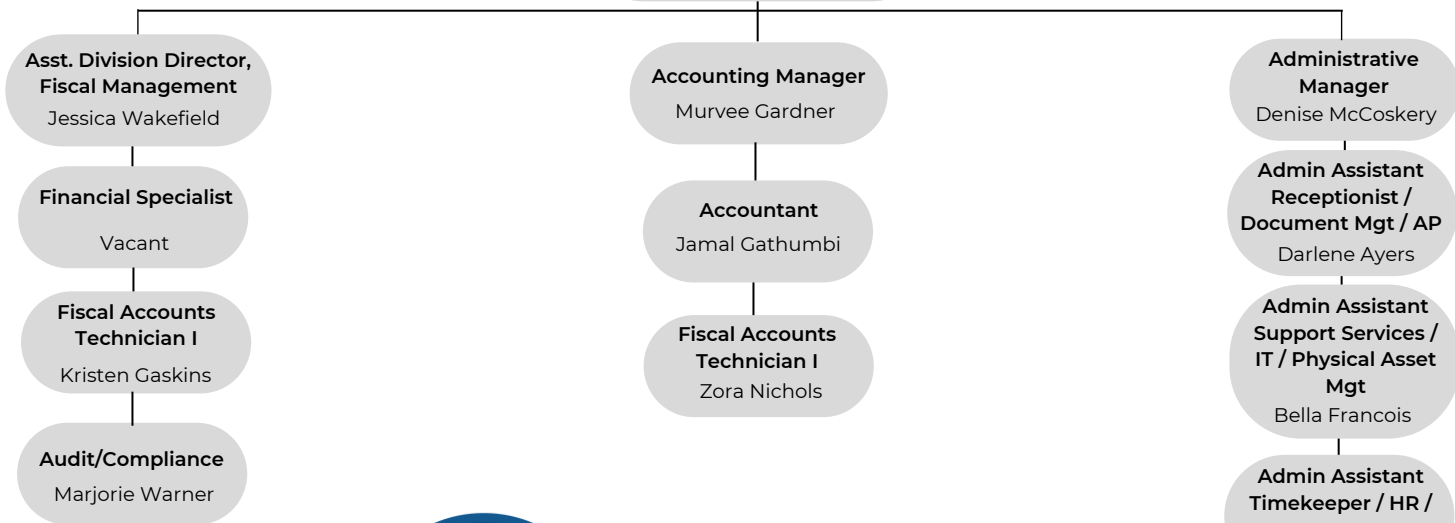 Asst. Division Director,
Fiscal Management
Jessica Wakefield
Financial Specialist
Vacant
Fiscal Accounts
Technician I
Kristen Gaskins
Audit/Compliance
Marjorie Warner
Accounting Manager
Murvee Gardner
Accountant
Jamal Gathumbi
Fiscal Accounts
Technician I
Zora Nichols
Administrative
Manager
Denise McCoskery
Admin Assistant
Receptionist /
Document Mgt / AP
Darlene Ayers
Admin Assistant
Support Services /
IT / Physical Asset
Mgt
Bella Francois
Admin Assistant
Timekeeper / HR /